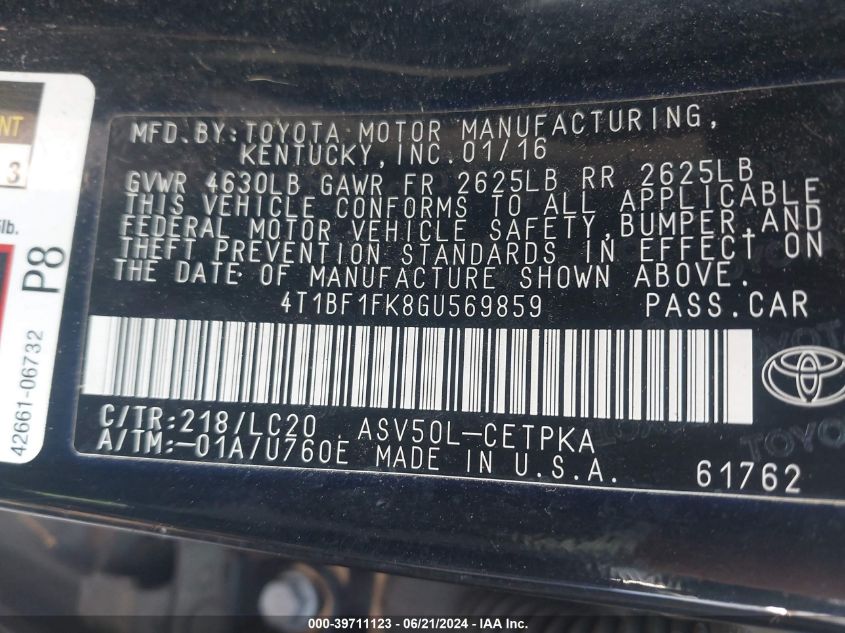 MFD. BY: TOYOTA MOTOR MANUFACTURING,
KENTUCKY, INC. 01/16
GVWR 4630LB GAWR FR 2625LB RR 2625LB
THIS VEHICLE CONFORMS TO ALL APPLICABLE
FEDERAL MOTOR VEHICLE SAFETY, BUMPER, AND
THEFT PREVENTION STANDARDS IN EFFECT ON
THE DATE OF MANUFACTURE SHOWN ABOVE.
4T1BF1FK8GU569859 PASS.CAR
C/TR: 218/LC20 ASV50L-CETPKA
A/TM: -01A/U760E MADE IN U.S.A.
61762
3
lb.
P8
42661-06732
000-39711123 - 06/21/2024 - IAA Inc.